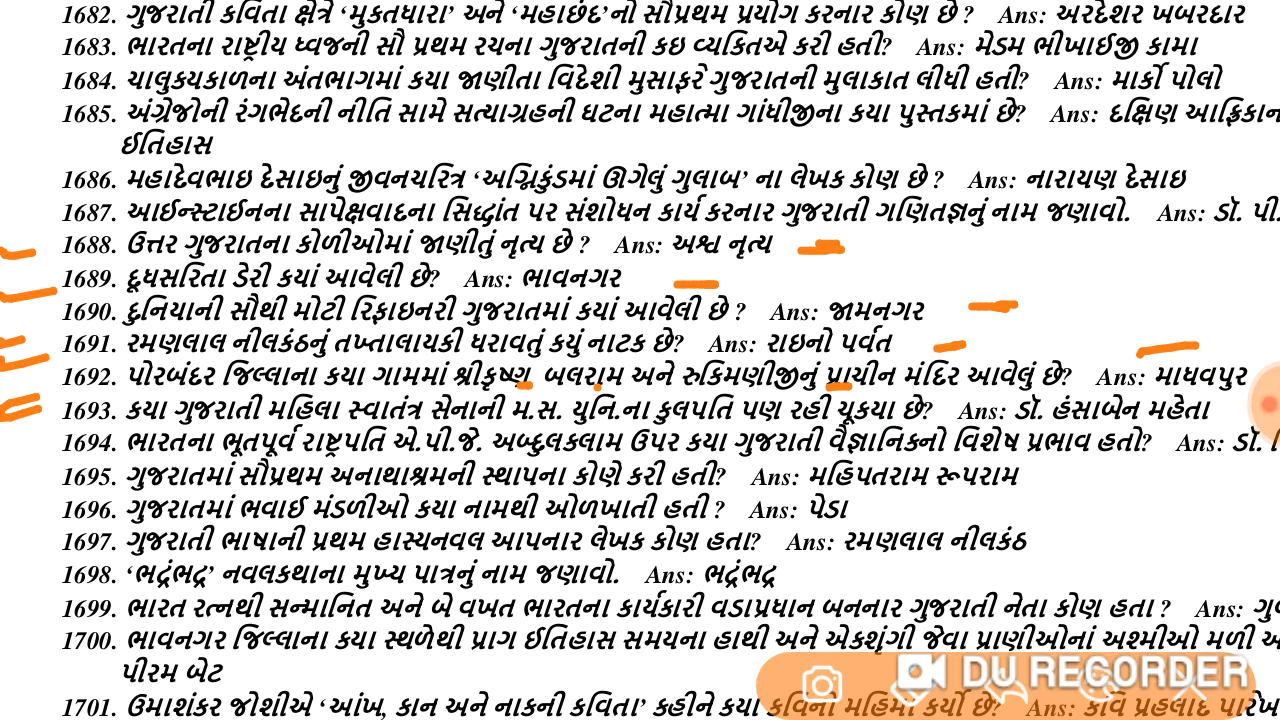 1682. ગુજરાતી કવિતા ક્ષેત્રે ‘મુકતધારા’ અને ‘મહાછંદ’નો સૌપ્રથમ પ્રયોગ કરનાર કોણ છે ? Ans: અરદેશર ખબરદાર
1683. ભારતના રાષ્ટ્રીય ધ્વજની સૌ પ્રથમ રચના ગુજરાતની કઇ વ્યકિતએ કરી હતી? Ans: મેડમ ભીખાઈજી કામા
1684. ચાલુકયકાળના અંતભાગમાં કયા જાણીતા વિદેશી મુસાફરે ગુજરાતની મુલાકાત લીધી હતી? Ans: માર્કો પોલો
1685. અંગ્રેજોની રંગભેદની નીતિ સામે સત્યાગ્રહની ઘટના મહાત્મા ગાંધીજીના કયા પુસ્તકમાં છે? Ans: દક્ષિણ આફ્રિકાન
ઈતિહાસ
1686. મહાદેવભાઇ દેસાઇનું જીવનચરિત્ર ‘અગ્નિકુંડમાં ઊગેલું ગુલાબ’ ના લેખક કોણ છે ? Ans: નારાયણ દેસાઇ
1687. આઈન્સ્ટાઈનના સાપેક્ષવાદના સિદ્ધાંત પર સંશોધન કાર્ય કરનાર ગુજરાતી ગણિતજ્ઞનું નામ જણાવો. Ans: ડૉ. પી.
1688. ઉત્તર ગુજરાતના કોળીઓમાં જાણીતું નૃત્ય છે ? Ans: અશ્વ નૃત્ય
1689. દૂધસરિતા ડેરી કયાં આવેલી છે? Ans: ભાવનગર
1690. દુનિયાની સૌથી મોટી રિફાઇનરી ગુજરાતમાં કયાં આવેલી છે ? Ans: જામનગર
1691. રમણલાલ નીલકંઠનું તખ્તાલાયકી ધરાવતું કયું નાટક છે? Ans: રાઇનો પર્વત
1692. પોરબંદર જિલ્લાના કયા ગામમાં શ્રીકૃષ્ણ બલરામ અને રુકિમણીજીનું પ્રાચીન મંદિર આવેલું છે? Ans: માધવપુર
1693. કયા ગુજરાતી મહિલા સ્વાતંત્ર સેનાની મ.સ. યુનિ.ના કુલપતિ પણ રહી ચૂકયા છે? Ans: ડૉ. હંસાબેન મહેતા
1694. ભારતના ભૂતપૂર્વ રાષ્ટ્રપતિ એ.પી.જે. અબ્દુલકલામ ઉપર કયા ગુજરાતી વૈજ્ઞાનિકનો વિશેષ પ્રભાવ હતો? Ans: ડૉ.
1695. ગુજરાતમાં સૌપ્રથમ અનાથાશ્રમની સ્થાપના કોણે કરી હતી? Ans: મહિપતરામ રૂપરામ
1696. ગુજરાતમાં ભવાઈ મંડળીઓ કયા નામથી ઓળખાતી હતી ? Ans: પેડા
1697. ગુજરાતી ભાષાની પ્રથમ હાસ્યનવલ આપનાર લેખક કોણ હતા? Ans: રમણલાલ નીલકંઠ
1698. ‘ભદ્રંભદ્ર’ નવલકથાના મુખ્ય પાત્રનું નામ જણાવો. Ans: ભદ્રંભદ્ર
1699. ભારત રત્નથી સન્માનિત અને બે વખત ભારતના કાર્યકારી વડાપ્રધાન બનનાર ગુજરાતી નેતા કોણ હતા ? Ans:
1700. ભાવનગર જિલ્લાના કયા સ્થળેથી પ્રાગ ઈતિહાસ સમયના હાથી અને એકશૃંગી જેવા પ્રાણીઓનાં અશ્મીઓ મળી
પીરમ બેટ
1701. ઉમાશંકર જોશીએ ‘આંખ, કાન અને નાકની કવિતા’ કહીને કયા કવિનો મહિમા કર્યો છે? Ans: કવિ પ્રહલાદ પારેખ
DU RECORDER